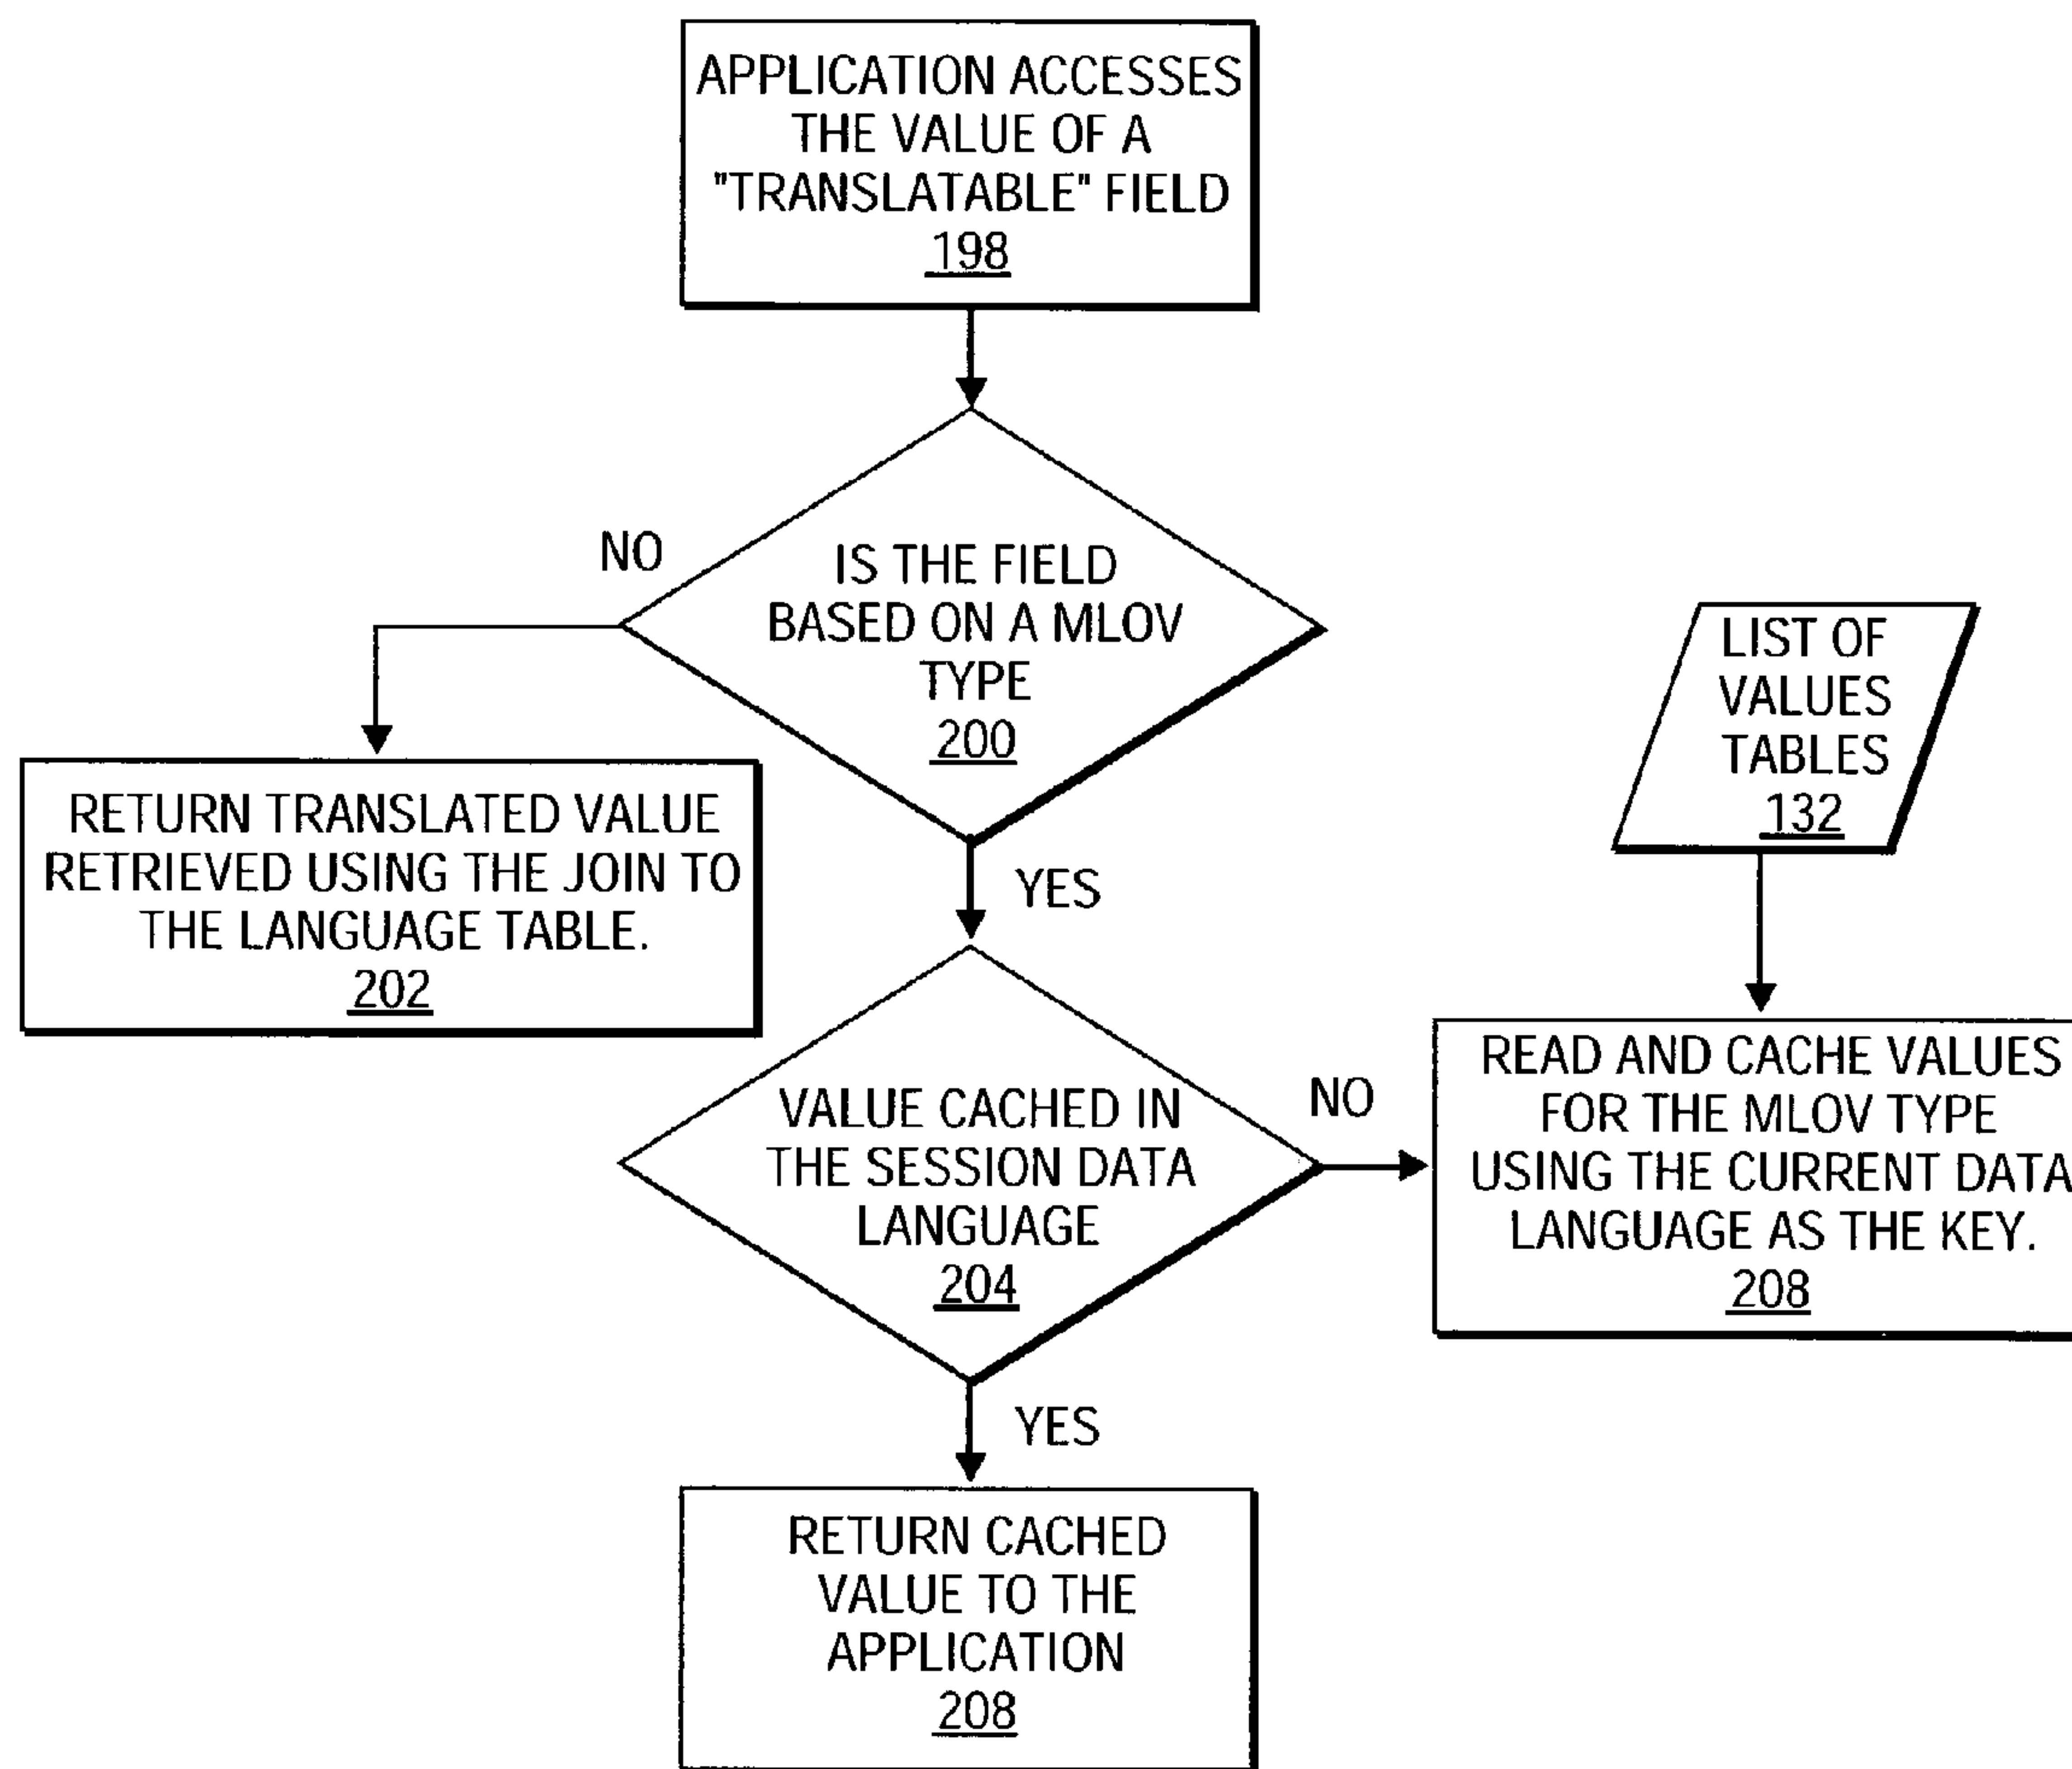 APPLICATION ACCESSES
THE VALUE OF A
"TRANSLATABLE" FIELD
198
NO
IS THE FIELD
BASED ON A MLOV
TYPE
200
YES
LIST OF
VALUES
TABLES
132
RETURN TRANSLATED VALUE
RETRIEVED USING THE JOIN TO
THE LANGUAGE TABLE.
202
VALUE CACHED IN
THE SESSION DATA
LANGUAGE
204
NO
READ AND CACHE VALUES
FOR THE MLOV TYPE
USING THE CURRENT DATA
LANGUAGE AS THE KEY.
208
YES
RETURN CACHED
VALUE TO THE
APPLICATION
208